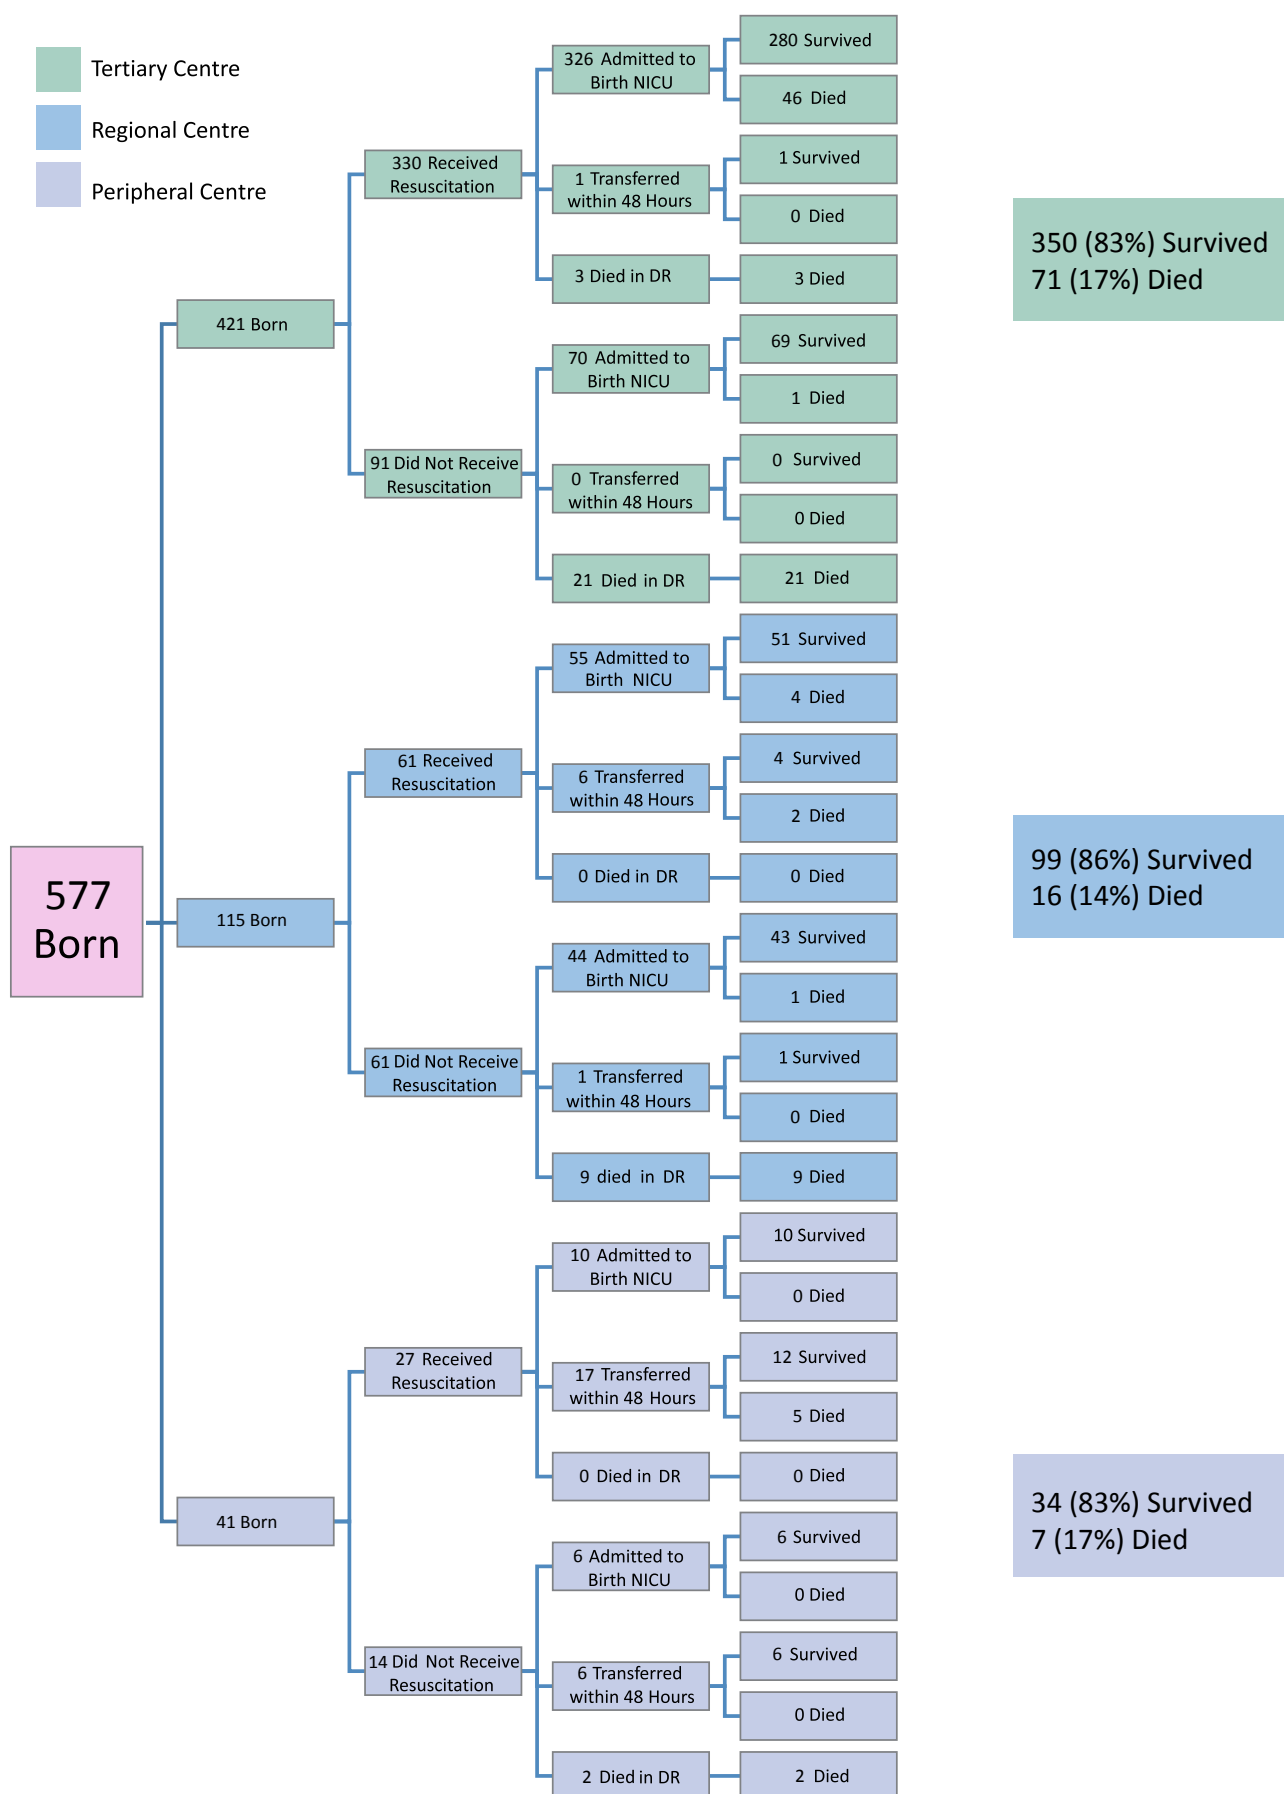 Tertiary Centre
Regional Centre
Peripheral Centre
577
Born
421 Born
330 Received
Resuscitation
326 Admitted to
Birth NICU
280 Survived
46 Died
1 Transferred
within 48 Hours
1 Survived
0 Died
3 Died in DR
3 Died
91 Did Not Receive
Resuscitation
70 Admitted to
Birth NICU
69 Survived
1 Died
0 Transferred
within 48 Hours
0 Survived
0 Died
21 Died in DR
21 Died
350 (83%) Survived
71 (17%) Died
115 Born
61 Received
Resuscitation
55 Admitted to
Birth NICU
51 Survived
4 Died
6 Transferred
within 48 Hours
4 Survived
2 Died
0 Died in DR
0 Died
61 Did Not Receive
Resuscitation
44 Admitted to
Birth NICU
43 Survived
1 Died
1 Transferred
within 48 Hours
1 Survived
0 Died
9 died in DR
9 Died
99 (86%) Survived
16 (14%) Died
41 Born
27 Received
Resuscitation
10 Admitted to
Birth NICU
10 Survived
0 Died
17 Transferred
within 48 Hours
12 Survived
5 Died
0 Died in DR
0 Died
14 Did Not Receive
Resuscitation
6 Admitted to
Birth NICU
6 Survived
0 Died
6 Transferred
within 48 Hours
6 Survived
0 Died
2 Died in DR
2 Died
34 (83%) Survived
7 (17%) Died